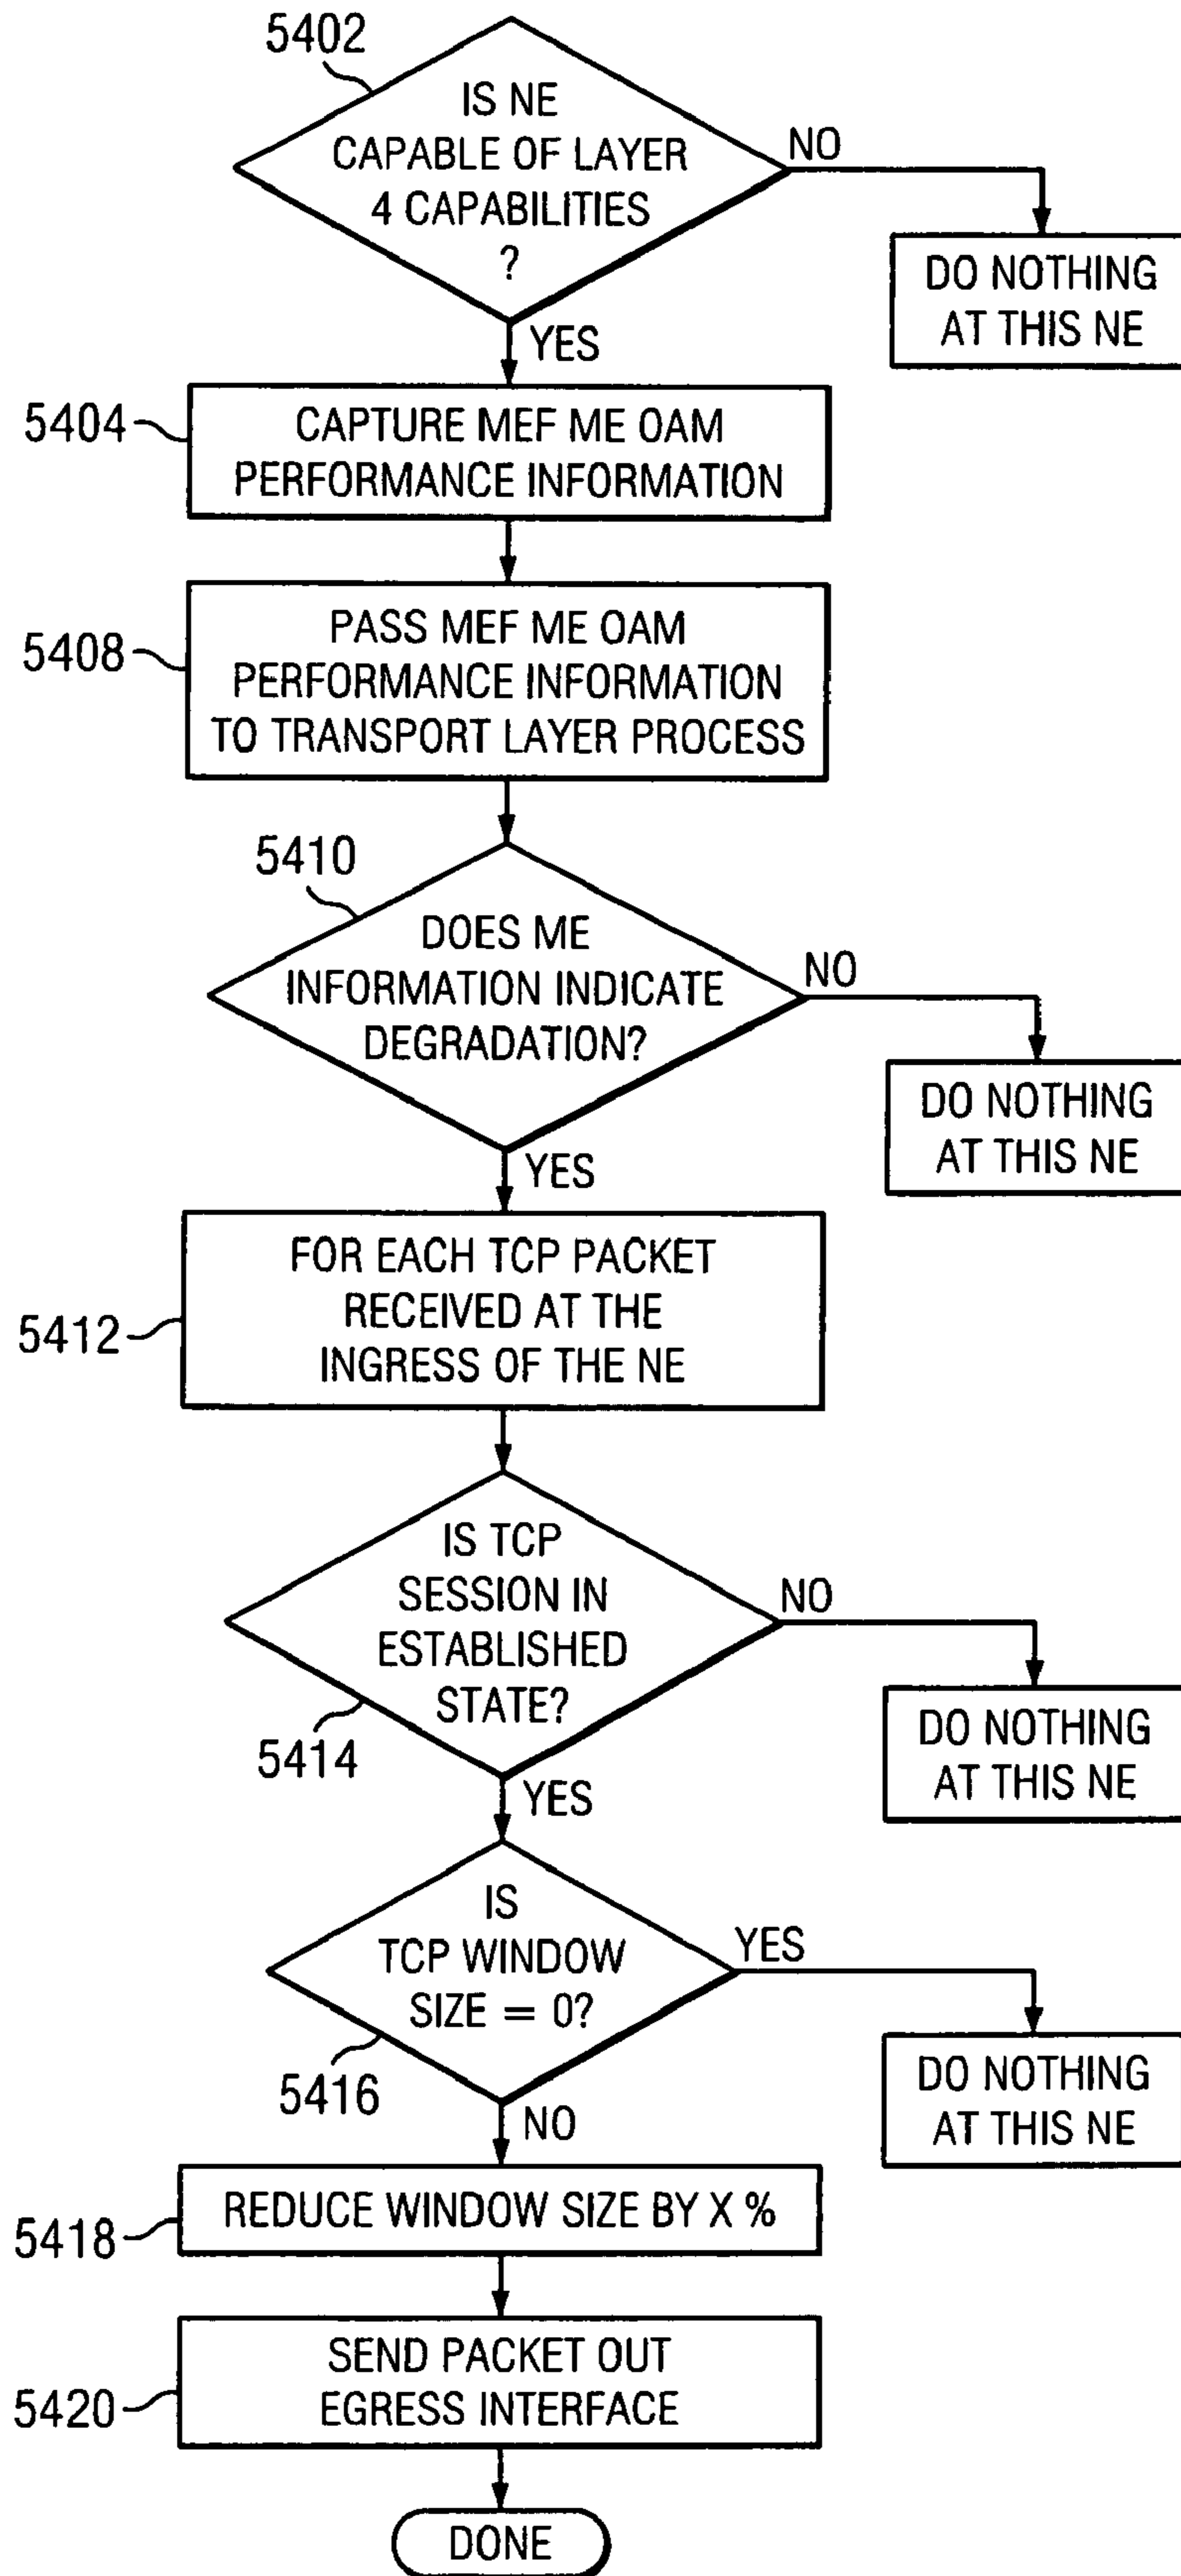 5402
IS NE
CAPABLE OF LAYER
4 CAPABILITIES
?
NO
DO NOTHING
AT THIS NE
YES
5404
CAPTURE MEF ME OAM
PERFORMANCE INFORMATION
5408
PASS MEF ME OAM
PERFORMANCE INFORMATION
TO TRANSPORT LAYER PROCESS
5410
DOES ME
INFORMATION INDICATE
DEGRADATION?
NO
DO NOTHING
AT THIS NE
YES
5412
FOR EACH TCP PACKET
RECEIVED AT THE
INGRESS OF THE NE
IS TCP
SESSION IN
ESTABLISHED
STATE?
5414
NO
DO NOTHING
AT THIS NE
YES
IS
TCP WINDOW
SIZE = 0?
5416
YES
DO NOTHING
AT THIS NE
NO
5418
REDUCE WINDOW SIZE BY X %
5420
SEND PACKET OUT
EGRESS INTERFACE
DONE